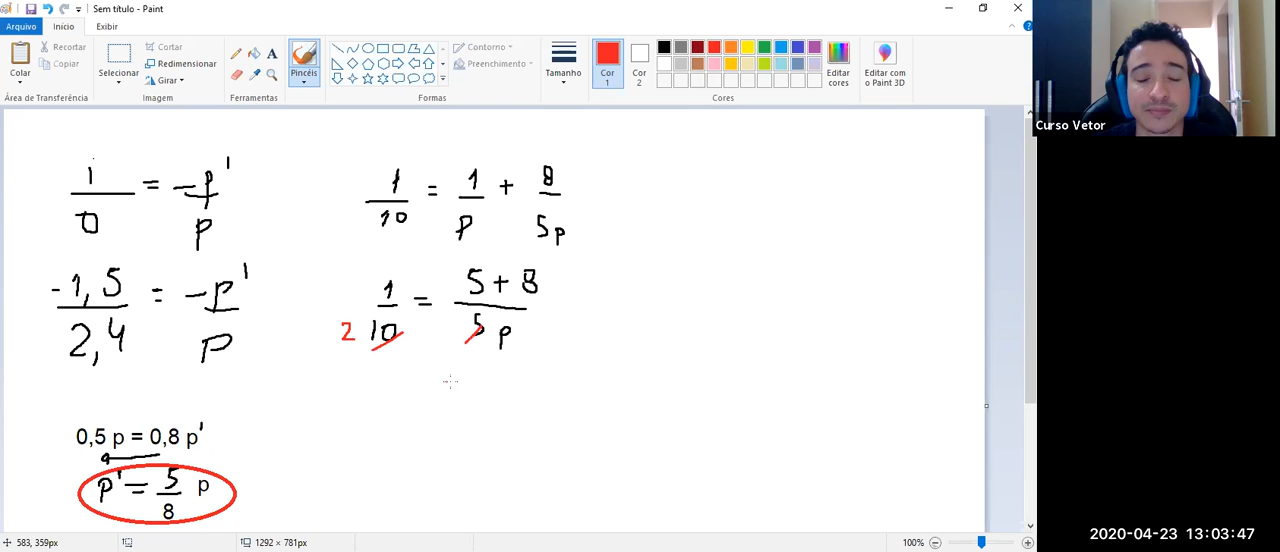 Sem título - Paint
Arquivo Início Exibir
Colar
Recortar
Copiar
Área de Transferência
Selecionar
Cortar
Redimensionar
Girar
Imagem
A
Ferramentas
Pincéis
Contorno
Preenchimento
Formas
Tamanho
Cor 1
Cor 2
Editar cores
Cores
Editar com o Paint 3D
Curso Vetor
i/0 = -p'/p
-1,5/2,4 = -p'/p
0,5 p = 0,8 p'
p' = 5/8 p
1/10 = 1/p + 8/5p
2 1/10 = 5+8/5p
583, 359px
1292 × 781px
100%
2020-04-23 13:03:47